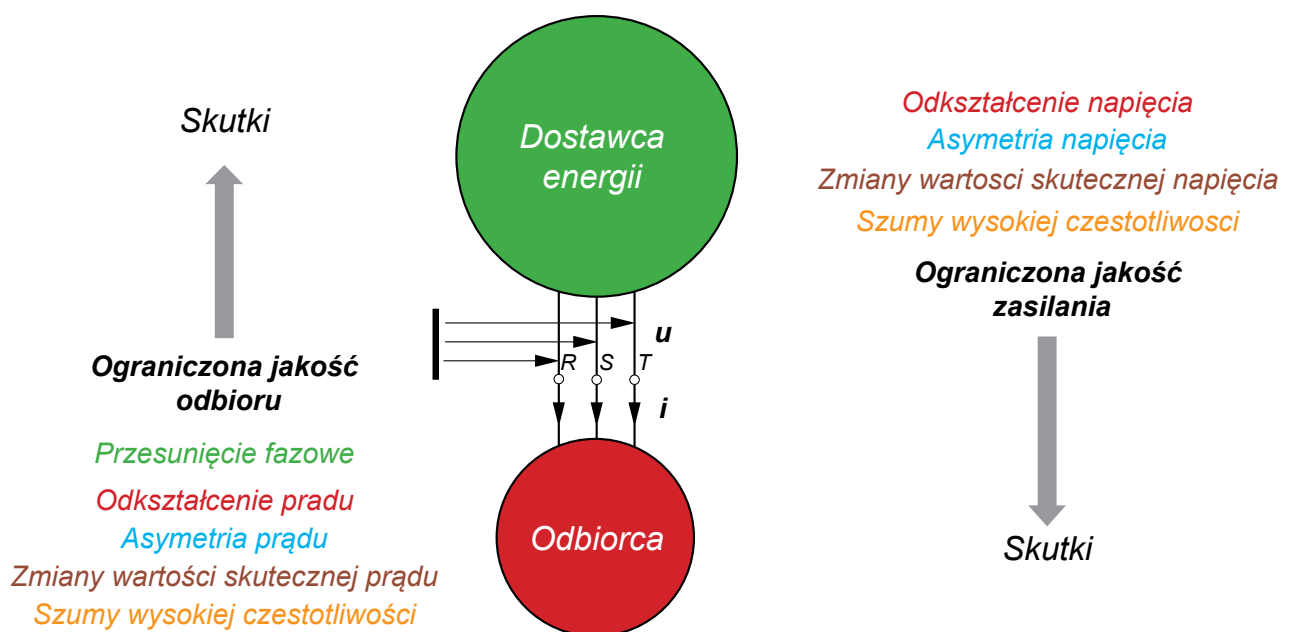 Skutki
Ograniczona jakość
odbioru
Przesunięcie fazowe
Odkształcenie pradu
Asymetria prądu
Zmiany wartości skutecznej prądu
Szumy wysokiej czestotliwości
Dostawca
energii
u
R S T
i
Odbiorca
Odkształcenie napięcia
Asymetria napięcia
Zmiany wartosci skutecznej napięcia
Szumy wysokiej czestotliwosci
Ograniczona jakość
zasilania
Skutki